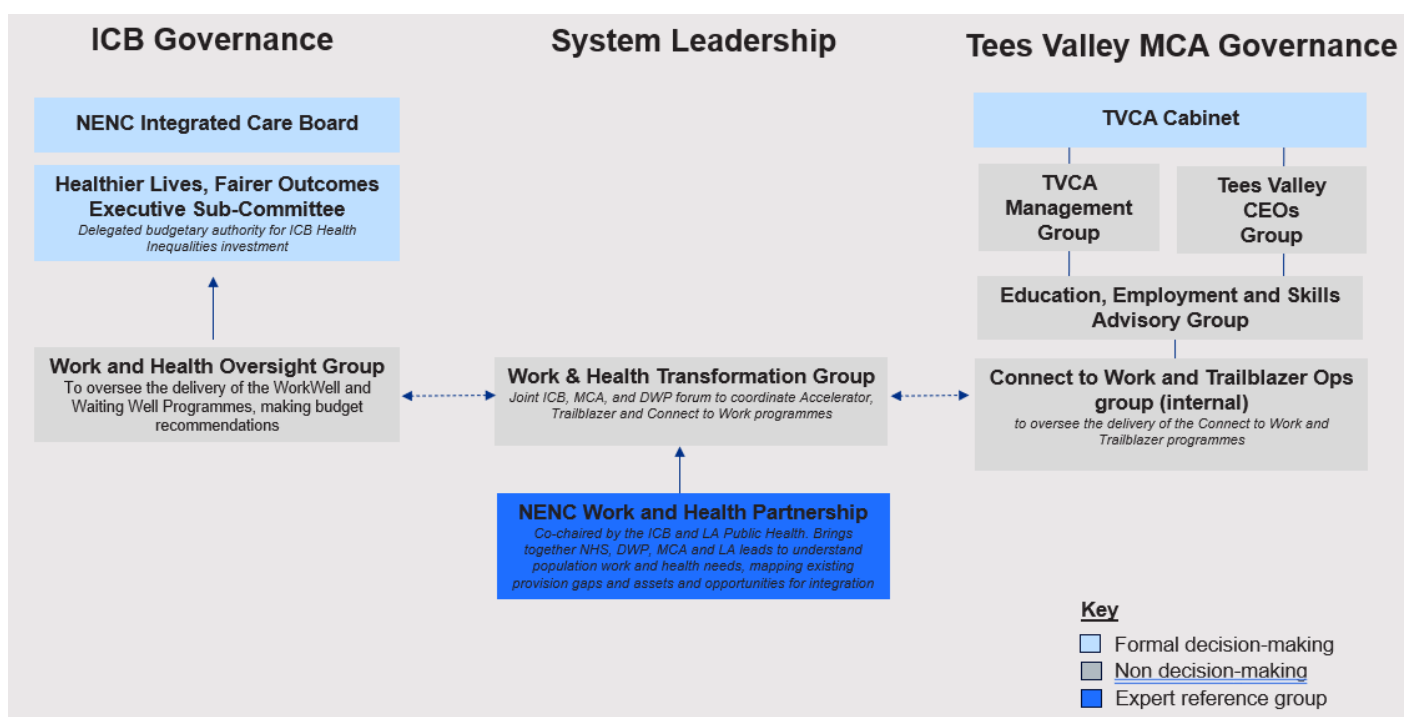 ICB Governance
System Leadership
Tees Valley MCA Governance
NENC Integrated Care Board
Healthier Lives, Fairer Outcomes
Executive Sub-Committee
Delegated budgetary authority for ICB Health
Inequalities investment
Work and Health Oversight Group
To oversee the delivery of the WorkWell and
Waiting Well Programmes, making budget
recommendations
Work & Health Transformation Group
Joint ICB, MCA, and DWP forum to coordinate Accelerator,
Trailblazer and Connect to Work programmes
NENC Work and Health Partnership
Co-chaired by the ICB and LA Public Health. Brings
together NHS, DWP, MCA and LA leads to understand
population work and health needs, mapping existing
provision gaps and assets and opportunities for integration
TVCA Cabinet
TVCA
Management
Group
Tees Valley
CEOs
Group
Education, Employment and Skills
Advisory Group
Connect to Work and Trailblazer Ops
group (internal)
to oversee the delivery of the Connect to Work and
Trailblazer programmes
Key
Formal decision-making
Non decision-making
Expert reference group